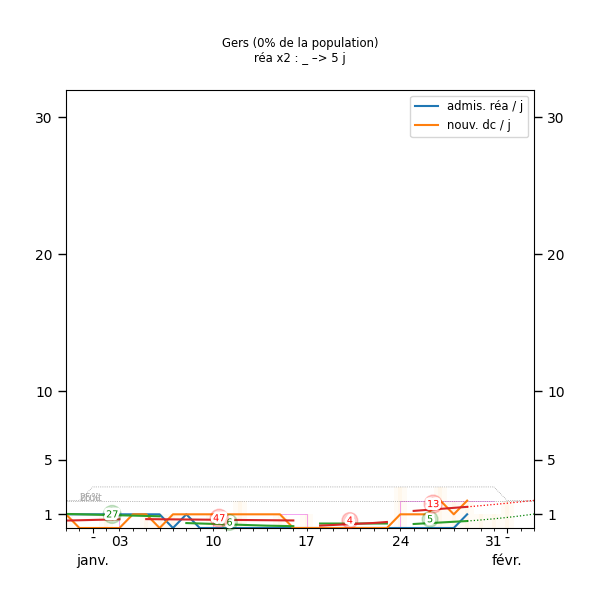 Gers (0% de la population)
réa x2 : _ –> 5 j
admis. réa / j
nouv. dc / j
30 30
20 20
10 10
5 5
1 1
27 47 6 4 13 5
- 03 10 17 24 31 -
janv. févr.